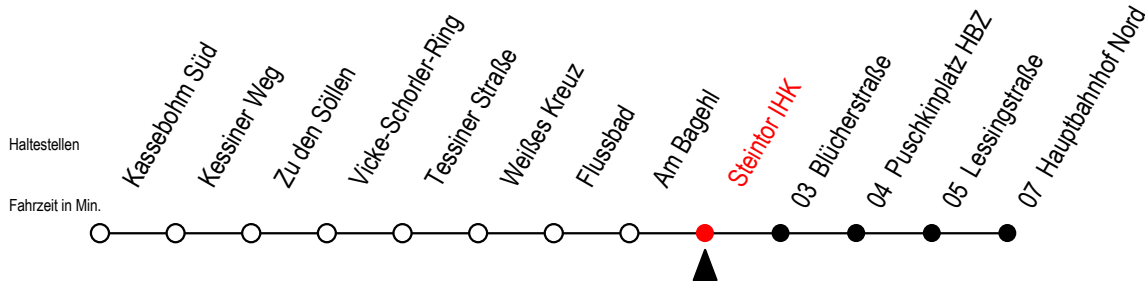 Haltestellen
Fahrzeit in Min.
Kassebohm Süd
Kessiner Weg
Zu den Söllen
Vicke-Schorler-Ring
Tessiner Straße
Weißes Kreuz
Flussbad
Am Bagehl
Steintor IHK
03 Blücherstraße
04 Puschkinplatz HBZ
05 Lessingstraße
07 Hauptbahnhof Nord